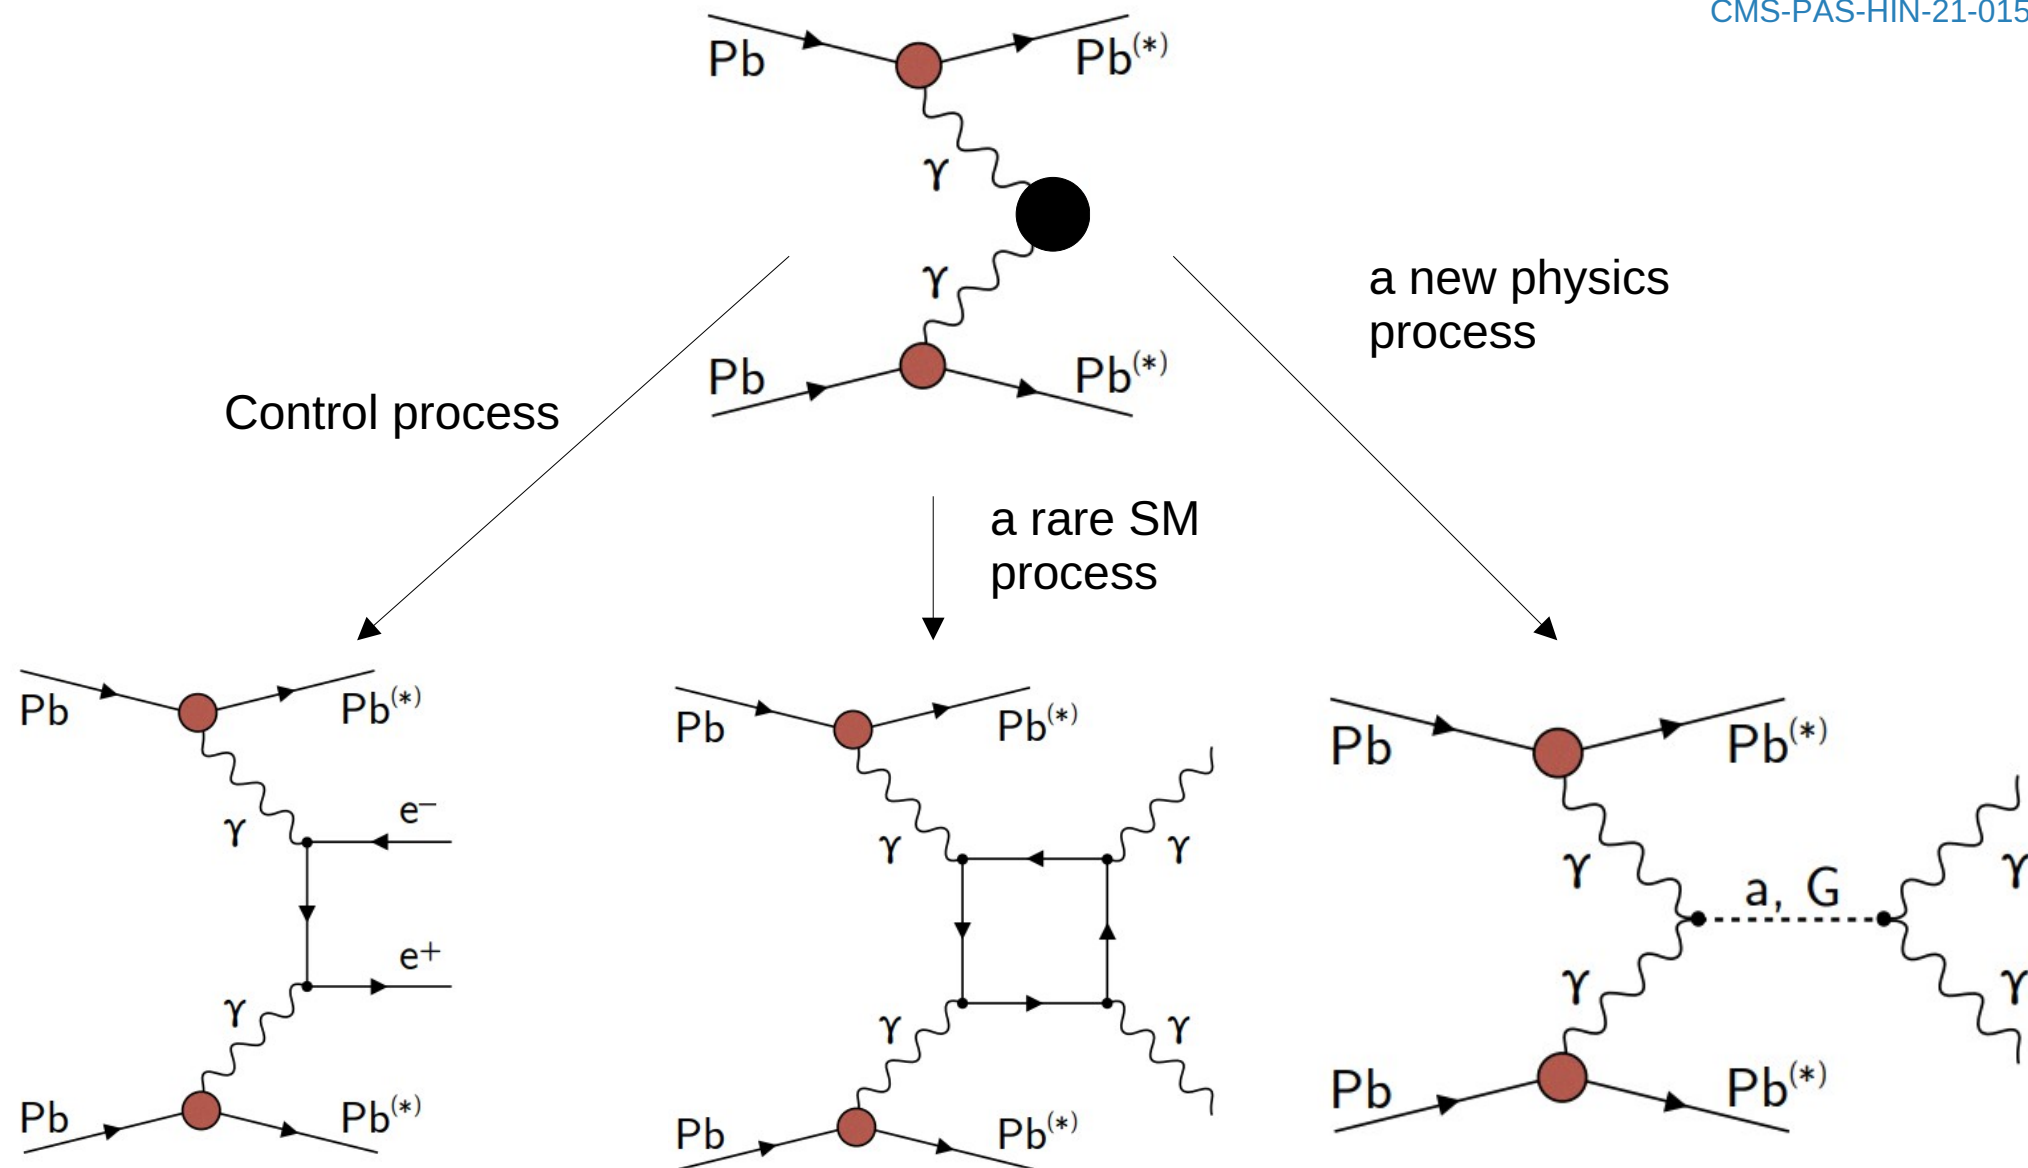 CMS-PAS-HIN-21-015
Pb Pb(*)
γ
γ
Pb Pb(*)
a new physics
process
Control process
a rare SM
process
Pb Pb(*)
γ e−
e+
γ
Pb Pb(*)
Pb Pb(*)
γ γ
γ γ
Pb Pb(*)
Pb Pb(*)
γ a, G γ
γ γ
Pb Pb(*)